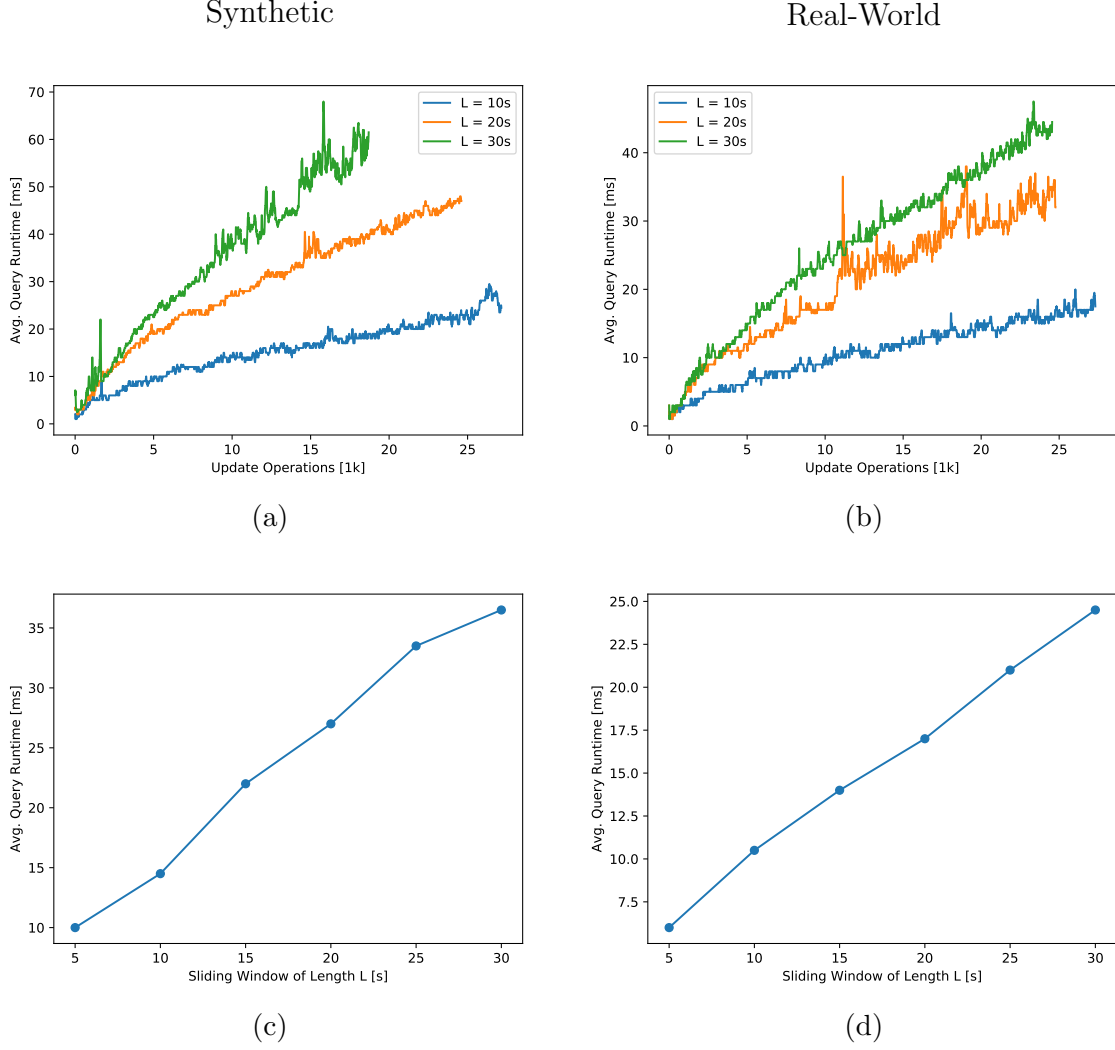 Synthetic
Real-World
70
60
50
40
30
20
10
0
Avg. Query Runtime [ms]
L = 10s
L = 20s
L = 30s
0 5 10 15 20 25
Update Operations [1k]
(a)
40
30
20
10
0
Avg. Query Runtime [ms]
L = 10s
L = 20s
L = 30s
0 5 10 15 20 25
Update Operations [1k]
(b)
35
30
25
20
15
10
Avg. Query Runtime [ms]
5 10 15 20 25 30
Sliding Window of Length L [s]
(c)
25.0
22.5
20.0
17.5
15.0
12.5
10.0
7.5
Avg. Query Runtime [ms]
5 10 15 20 25 30
Sliding Window of Length L [s]
(d)